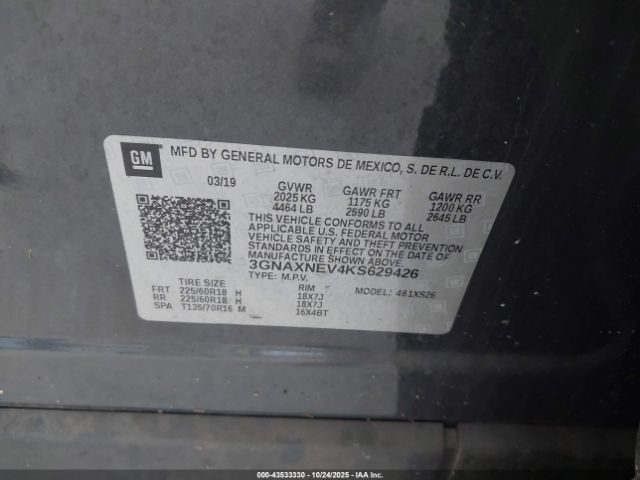 GM
MFD BY GENERAL MOTORS DE MEXICO, S. DE R.L. DE C.V.
03/19 GVWR GAWR FRT GAWR RR
2025 KG 1175 KG 1200 KG
4464 LB 2590 LB 2645 LB
THIS VEHICLE CONFORMS TO ALL
APPLICABLE U.S. FEDERAL MOTOR
VEHICLE SAFETY AND THEFT PREVENTION
STANDARDS IN EFFECT ON THE DATE OF
MANUFACTURE SHOWN ABOVE.
3GNAXNEV4KS629426
TYPE: M.P.V. MODEL: 461XS26
TIRE SIZE RIM
FRT 225/60R18 H 18X7J
RR 225/60R18 H 18X7J
SPA T135/70R16 M 16X4BT
000-43533330 - 10/24/2025 - IAA Inc.